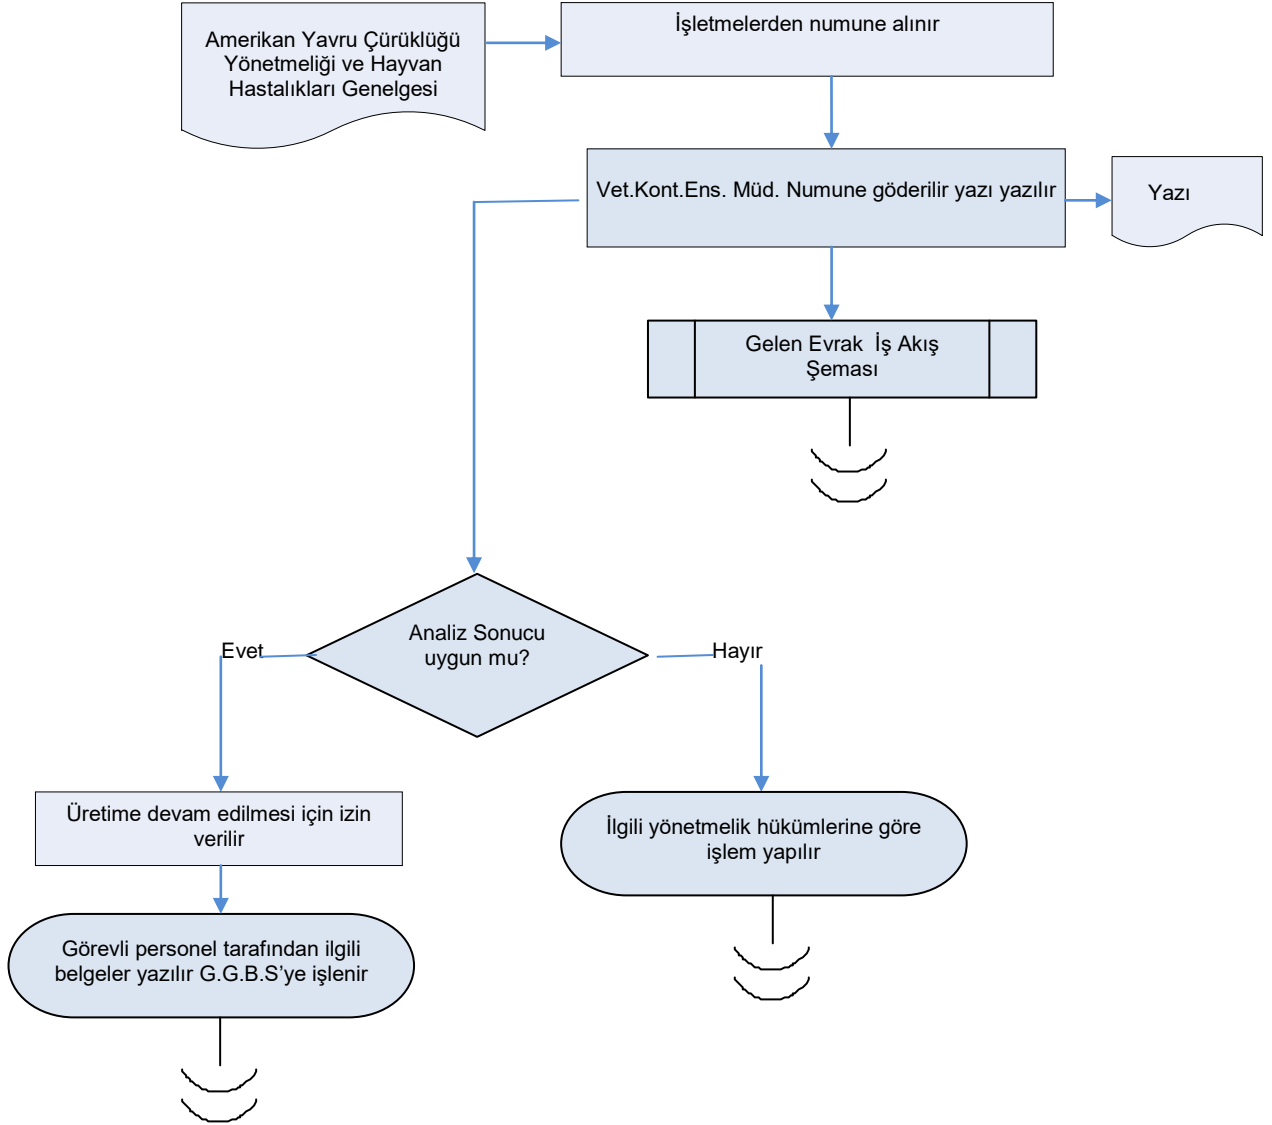 Amerikan Yavru Çürüklüğü
Yönetmeliği ve Hayvan
Hastalıkları Genelgesi
İşletmelerden numune alınır
Vet.Kont.Ens. Müd. Numune göderilir yazı yazılır
Yazı
Gelen Evrak İş Akış
Şeması
Analiz Sonucu
uygun mu?
Evet
Hayır
Üretime devam edilmesi için izin
verilir
İlgili yönetmelik hükümlerine göre
işlem yapılır
Görevli personel tarafından ilgili
belgeler yazılır G.G.B.S’ye işlenir